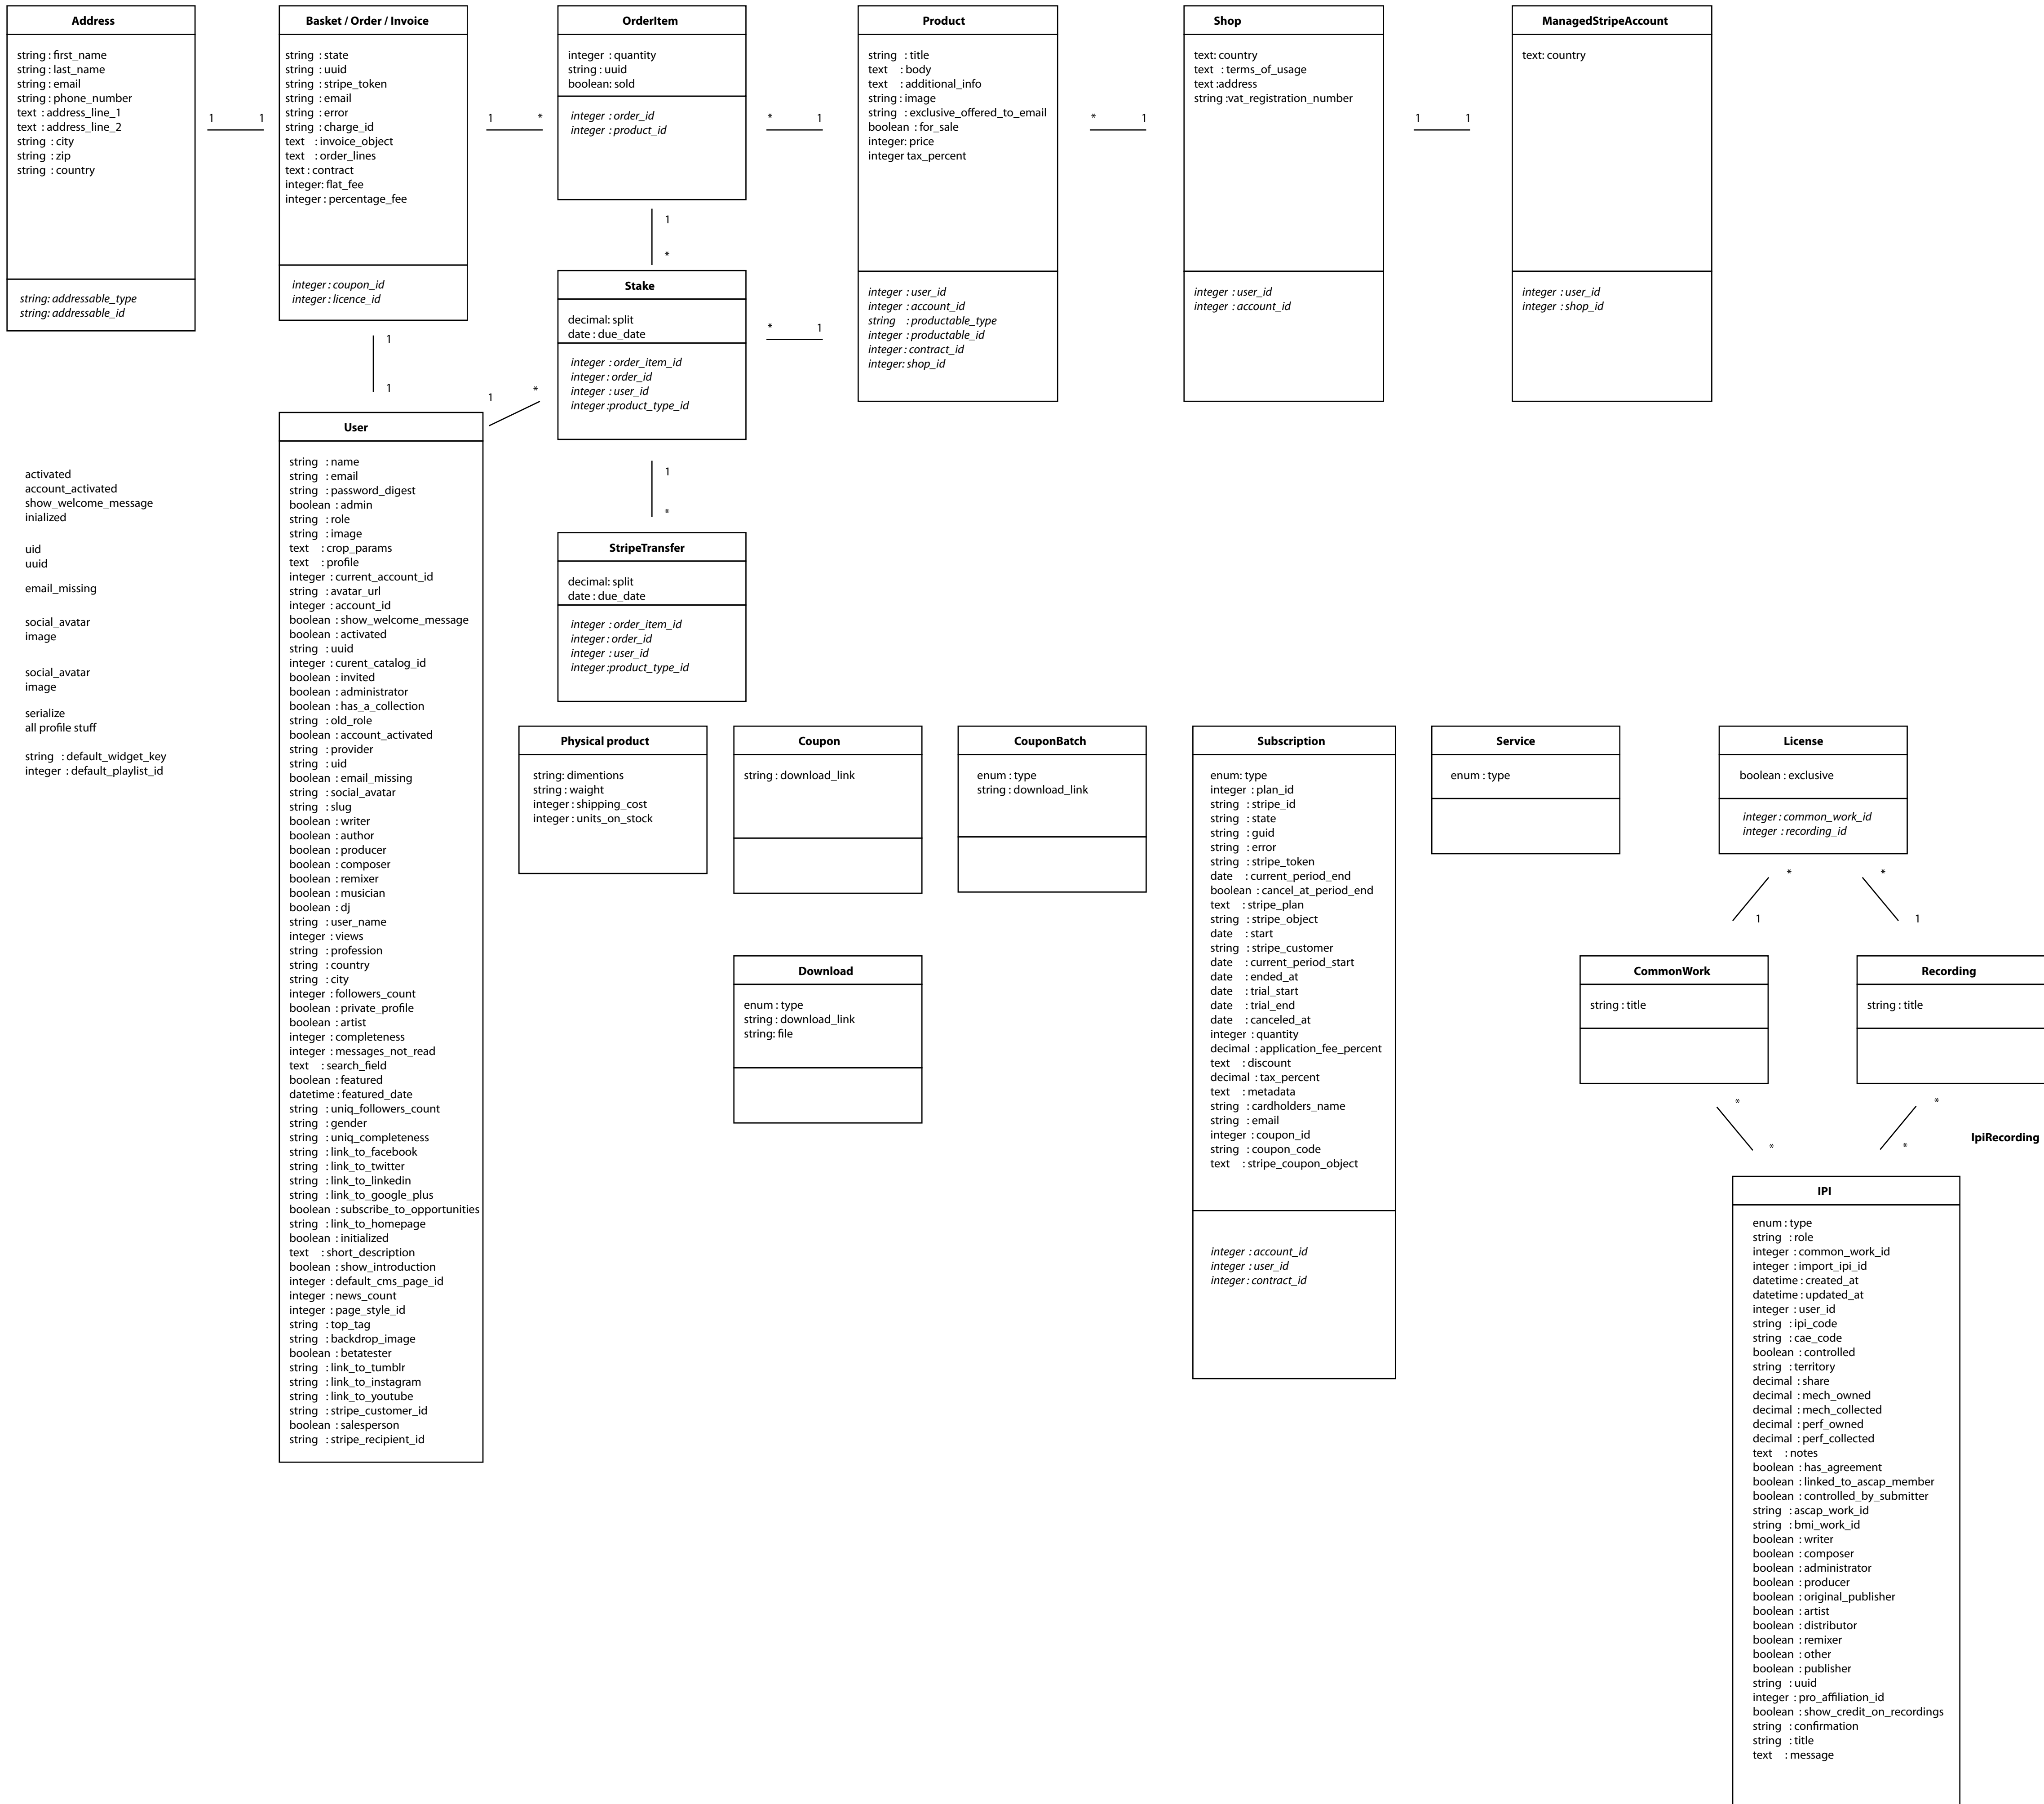 Address
string : first_name
string : last_name
string : email
string : phone_number
text  : address_line_1
text  : address_line_2
string  : city
string  : zip
string  : country
string: addressable_type
string: addressable_id
1
1
Basket / Order / Invoice
string  : state
string  : uuid
string  : stripe_token
string  : email
string  : error
string  : charge_id
text   : invoice_object
text   : order_lines
text : contract
integer: flat_fee
integer : percentage_fee
integer : coupon_id
integer : licence_id
1
*
OrderItem
integer  : quantity
string : uuid
boolean: sold
integer  : order_id
integer : product_id
*
1
Product
string   : title
text    : body
text    : additional_info
string : image
string  : exclusive_offered_to_email
boolean  : for_sale
integer: price
integer tax_percent
integer  : user_id
integer  : account_id
string    : productable_type
integer  : productable_id
integer : contract_id
integer: shop_id
*
1
Shop
text: country
text  : terms_of_usage
text :address
string :vat_registration_number
integer  : user_id
integer  : account_id
1
1
ManagedStripeAccount
text: country
integer  : user_id
integer  : shop_id
1
*
Stake
decimal: split
date : due_date
integer  : order_item_id
integer : order_id
integer  : user_id
integer :product_type_id
*
1
1
1
1
*
User
string   : name
string   : email
string   : password_digest
boolean  : admin
string   : role
string   : image
text    : crop_params
text    : profile
integer  : current_account_id
string   : avatar_url
integer  : account_id
boolean  : show_welcome_message
boolean  : activated
string   : uuid
integer  : curent_catalog_id
boolean  : invited
boolean  : administrator
boolean  : has_a_collection
string   : old_role
boolean  : account_activated
string   : provider
string   : uid
boolean  : email_missing
string   : social_avatar
string   : slug
boolean  : writer
boolean  : author
boolean  : producer
boolean  : composer
boolean  : remixer
boolean  : musician
boolean  : dj
string   : user_name
integer  : views
string   : profession
string   : country
string   : city
integer  : followers_count
boolean  : private_profile
boolean  : artist
integer  : completeness
integer  : messages_not_read
text    : search_field
boolean  : featured
datetime : featured_date
string   : uniq_followers_count
string   : gender
string   : uniq_completeness
string   : link_to_facebook
string   : link_to_twitter
string   : link_to_linkedin
string   : link_to_google_plus
boolean  : subscribe_to_opportunities
string   : link_to_homepage
boolean  : initialized
text    : short_description
boolean  : show_introduction
integer  : default_cms_page_id
integer  : news_count
integer  : page_style_id
string   : top_tag
string   : backdrop_image
boolean  : betatester
string   : link_to_tumblr
string   : link_to_instagram
string   : link_to_youtube
string   : stripe_customer_id
boolean  : salesperson
string   : stripe_recipient_id
activated
account_activated
show_welcome_message
inialized
uid
uuid
email_missing
social_avatar
image
social_avatar
image
serialize
all profile stuff
string   : default_widget_key
integer  : default_playlist_id
1
*
StripeTransfer
decimal: split
date : due_date
integer  : order_item_id
integer : order_id
integer  : user_id
integer :product_type_id
Physical product
string: dimentions
string : waight
integer : shipping_cost
integer : units_on_stock
Coupon
string : download_link
CouponBatch
enum : type
string : download_link
Download
enum : type
string : download_link
string: file
Subscription
enum: type
integer  : plan_id
string   : stripe_id
string   : state
string   : guid
string   : error
string   : stripe_token
date    : current_period_end
boolean  : cancel_at_period_end
text    : stripe_plan
string   : stripe_object
date    : start
string   : stripe_customer
date    : current_period_start
date    : ended_at
date    : trial_start
date    : trial_end
date    : canceled_at
integer  : quantity
decimal  : application_fee_percent
text    : discount
decimal  : tax_percent
text    : metadata
string   : cardholders_name
string   : email
integer  : coupon_id
string   : coupon_code
text    : stripe_coupon_object
integer  : account_id
integer  : user_id
integer : contract_id
Service
enum  : type
License
boolean : exclusive
integer : common_work_id
integer  : recording_id
*
1
*
1
CommonWork
string : title
Recording
string : title
*
*
*
*
IpiRecording
IPI
enum : type
string   : role
integer  : common_work_id
integer  : import_ipi_id
datetime : created_at
datetime : updated_at
integer  : user_id
string   : ipi_code
string   : cae_code
boolean  : controlled
string   : territory
decimal  : share
decimal  : mech_owned
decimal  : mech_collected
decimal  : perf_owned
decimal  : perf_collected
text    : notes
boolean  : has_agreement
boolean  : linked_to_ascap_member
boolean  : controlled_by_submitter
string   : ascap_work_id
string   : bmi_work_id
boolean  : writer
boolean  : composer
boolean  : administrator
boolean  : producer
boolean  : original_publisher
boolean  : artist
boolean  : distributor
boolean  : remixer
boolean  : other
boolean  : publisher
string   : uuid
integer  : pro_affiliation_id
boolean  : show_credit_on_recordings
string   : confirmation
string   : title
text    : message